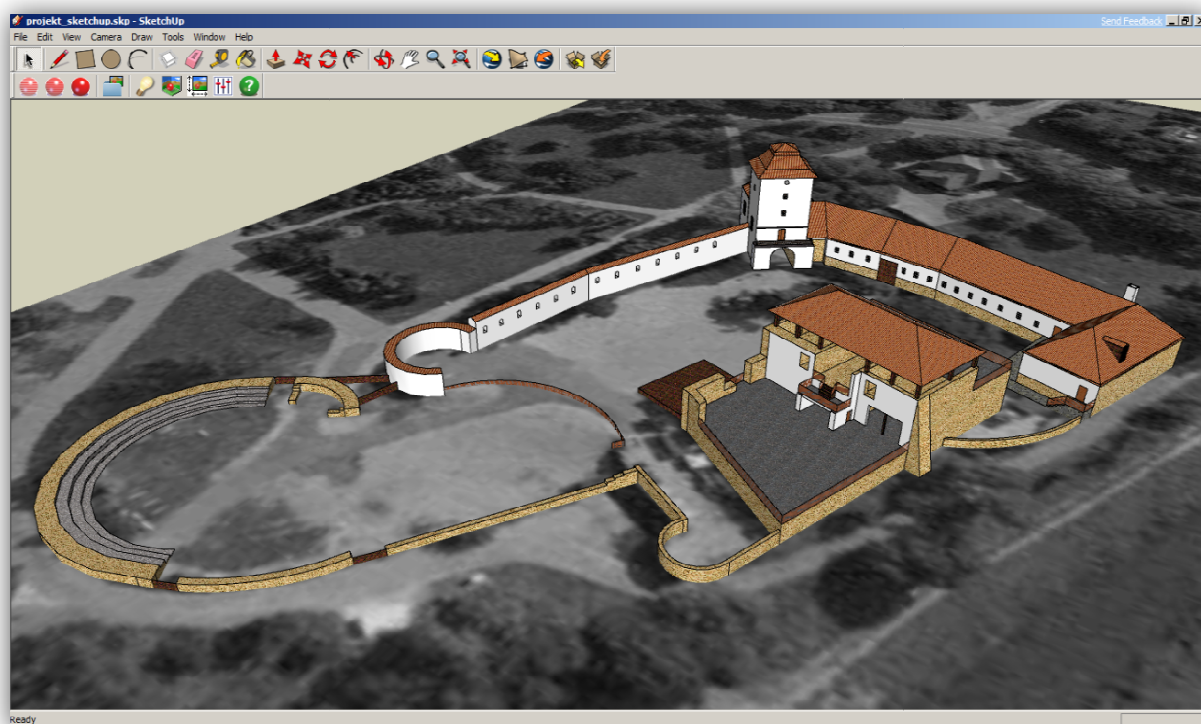 projekt_sketchup.skp - SketchUp
Send Feedback
File Edit View Camera Draw Tools Window Help
Ready